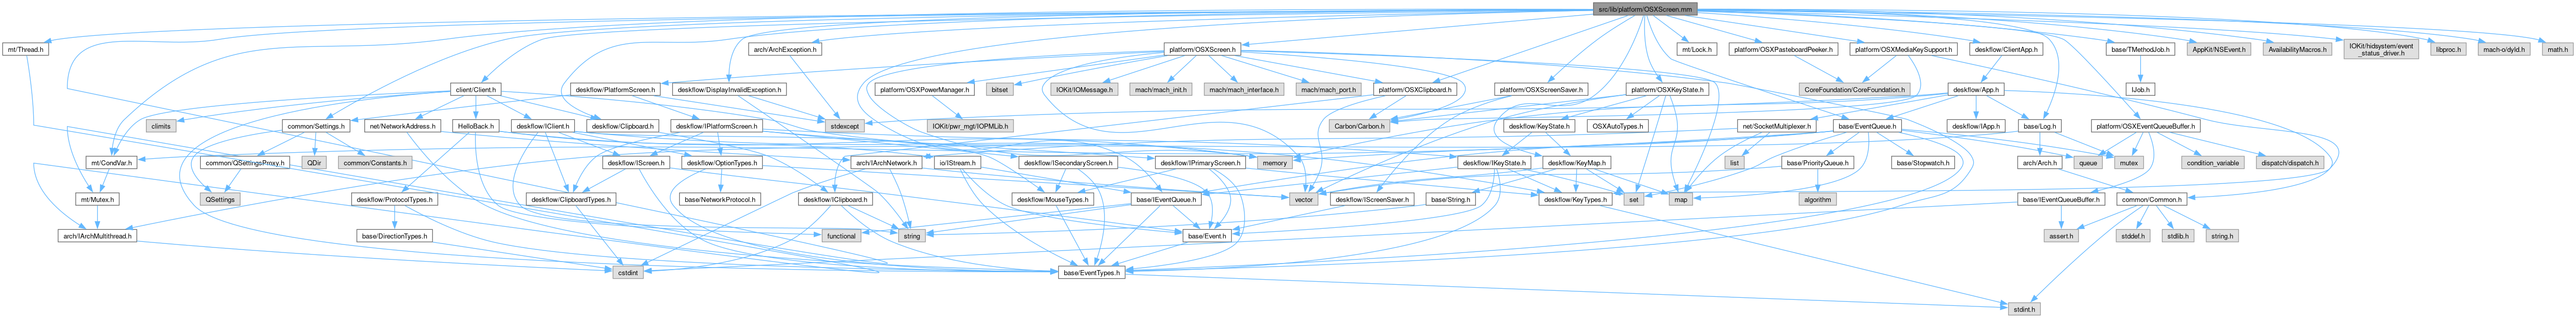 src/lib/platform/OSXScreen.mm
mt/Thread.h
arch/ArchException.h
platform/OSXScreen.h
mt/Lock.h
platform/OSXPasteboardPeeker.h
platform/OSXMediaKeySupport.h
deskflow/ClientApp.h
base/TMethodJob.h
AppKit/NSEvent.h
AvailabilityMacros.h
IOKit/hidsystem/event
_status_driver.h
libproc.h
mach-o/dyld.h
math.h
client/Client.h
deskflow/PlatformScreen.h
deskflow/DisplayInvalidException.h
platform/OSXPowerManager.h
bitset
IOKit/IOMessage.h
mach/mach_init.h
mach/mach_interface.h
mach/mach_port.h
platform/OSXClipboard.h
platform/OSXScreenSaver.h
platform/OSXKeyState.h
CoreFoundation/CoreFoundation.h
deskflow/App.h
IJob.h
climits
common/Settings.h
net/NetworkAddress.h
HelloBack.h
deskflow/IClient.h
deskflow/Clipboard.h
deskflow/IPlatformScreen.h
stdexcept
IOKit/pwr_mgt/IOPMLib.h
Carbon/Carbon.h
deskflow/KeyState.h
OSXAutoTypes.h
net/SocketMultiplexer.h
base/EventQueue.h
deskflow/IApp.h
base/Log.h
platform/OSXEventQueueBuffer.h
mt/CondVar.h
common/QSettingsProxy.h
QDir
common/Constants.h
deskflow/IScreen.h
deskflow/OptionTypes.h
arch/IArchNetwork.h
io/IStream.h
deskflow/ISecondaryScreen.h
memory
deskflow/IPrimaryScreen.h
deskflow/IKeyState.h
deskflow/KeyMap.h
list
base/PriorityQueue.h
base/Stopwatch.h
arch/Arch.h
queue
mutex
condition_variable
dispatch/dispatch.h
mt/Mutex.h
QSettings
deskflow/ProtocolTypes.h
deskflow/ClipboardTypes.h
base/NetworkProtocol.h
deskflow/IClipboard.h
deskflow/MouseTypes.h
base/IEventQueue.h
vector
deskflow/IScreenSaver.h
base/String.h
deskflow/KeyTypes.h
set
map
algorithm
base/IEventQueueBuffer.h
common/Common.h
arch/IArchMultithread.h
base/DirectionTypes.h
functional
string
base/Event.h
assert.h
stddef.h
stdlib.h
string.h
cstdint
base/EventTypes.h
stdint.h